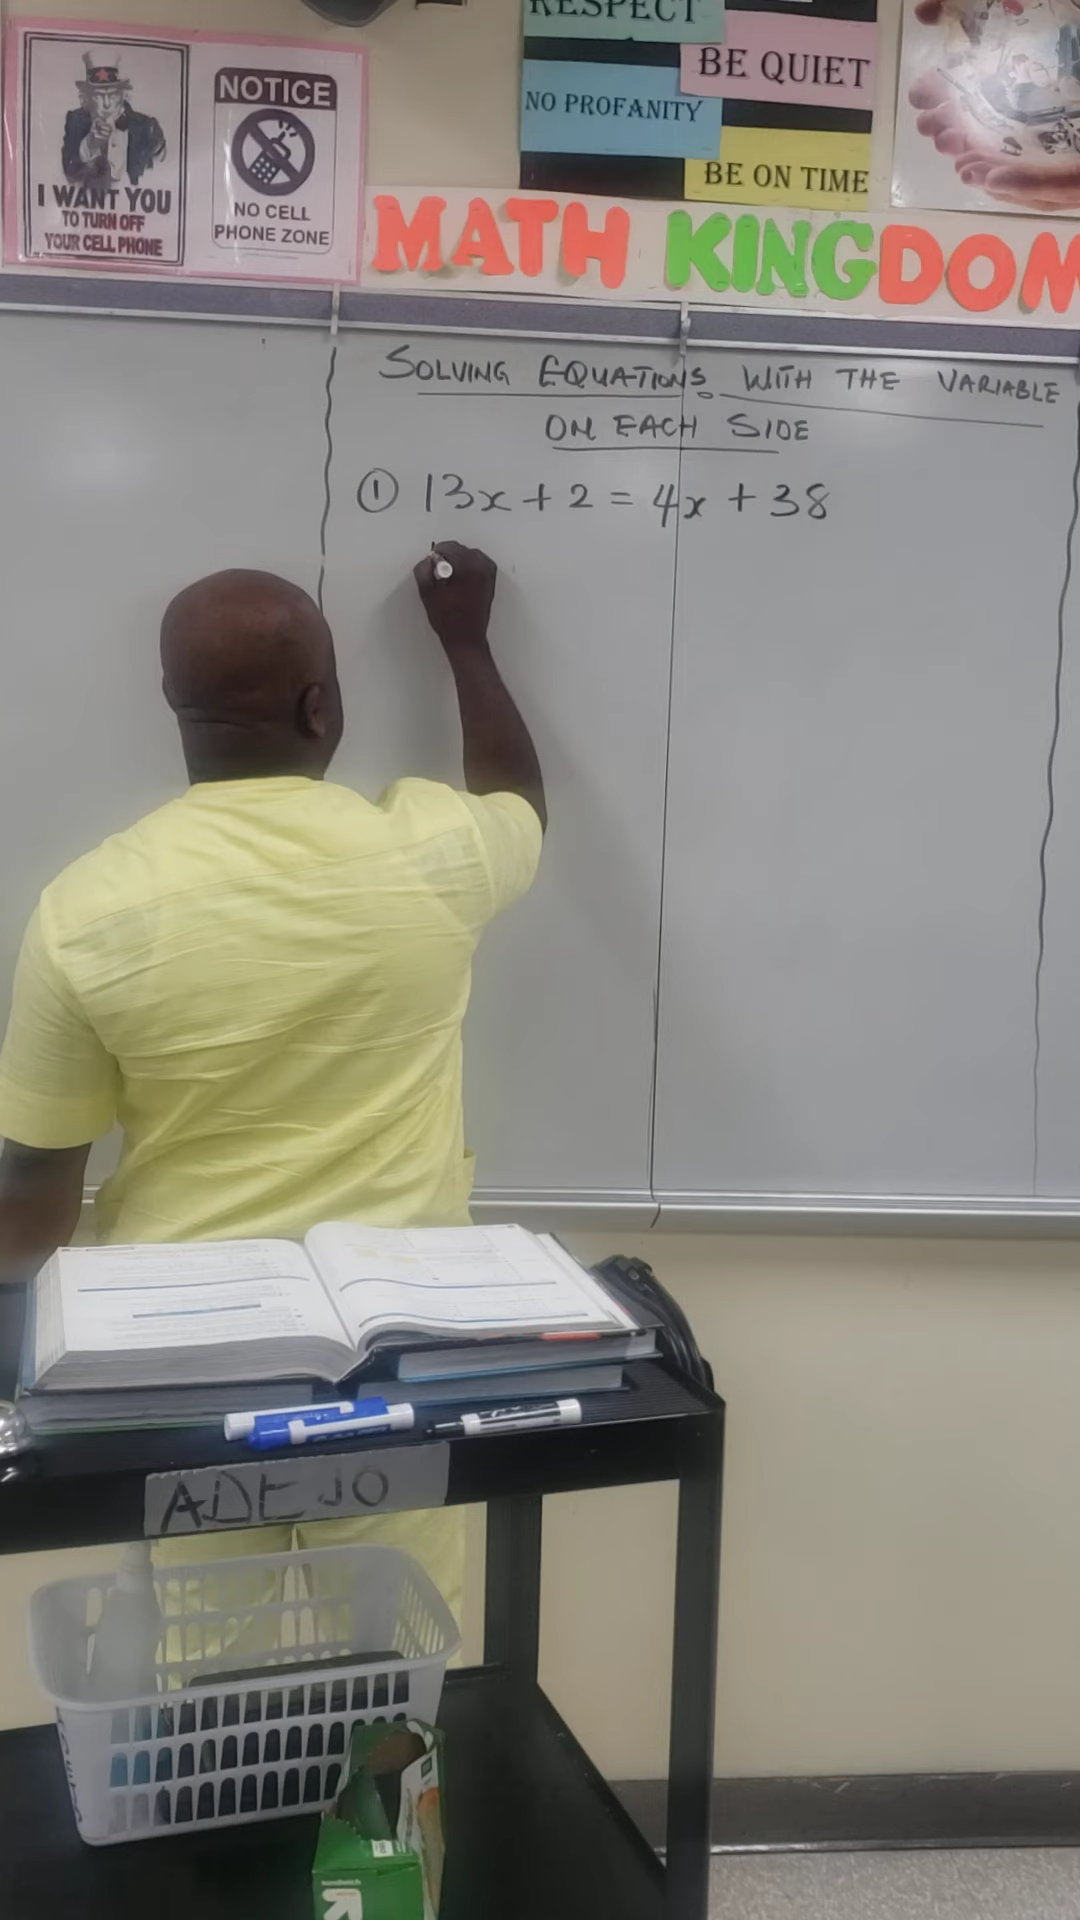 RESPECT
BE QUIET
NO PROFANITY
BE ON TIME
I WANT YOU
TO TURN OFF
YOUR CELL PHONE
NOTICE
NO CELL
PHONE ZONE
MATH KINGDOM
SOLVING EQUATIONS WITH THE VARIABLE
ON EACH SIDE
① 13x + 2 = 4x + 38
ADEJO
sandwich